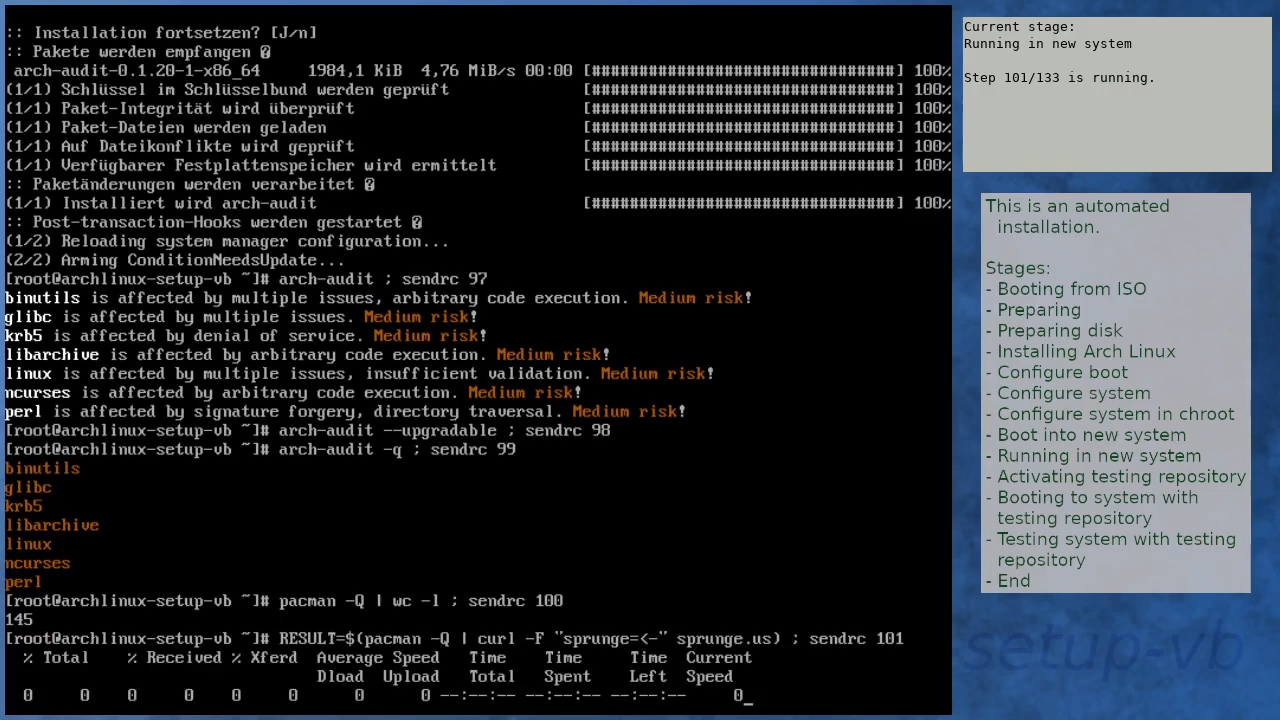 :: Installation fortsetzen? [J/n]
:: Pakete werden empfangen �
arch-audit-0.1.20-1-x86_64 1984,1 KiB 4,76 MiB/s 00:00 [################################] 100%
(1/1) Schlüssel im Schlüsselbund werden geprüft [################################] 100%
(1/1) Paket-Integrität wird überprüft [################################] 100%
(1/1) Paket-Dateien werden geladen [################################] 100%
(1/1) Auf Dateikonflikte wird geprüft [################################] 100%
(1/1) Verfügbarer Festplattenspeicher wird ermittelt [################################] 100%
:: Paketänderungen werden verarbeitet �
(1/1) Installiert wird arch-audit [################################] 100%
:: Post-transaction-Hooks werden gestartet �
(1/2) Reloading system manager configuration...
(2/2) Arming ConditionNeedsUpdate...
[root@archlinux-setup-vb ~]# arch-audit ; sendrc 97
binutils is affected by multiple issues, arbitrary code execution. Medium risk!
glibc is affected by multiple issues. Medium risk!
krb5 is affected by denial of service. Medium risk!
libarchive is affected by arbitrary code execution. Medium risk!
linux is affected by multiple issues, insufficient validation. Medium risk!
ncurses is affected by arbitrary code execution. Medium risk!
perl is affected by signature forgery, directory traversal. Medium risk!
[root@archlinux-setup-vb ~]# arch-audit --upgradable ; sendrc 98
[root@archlinux-setup-vb ~]# arch-audit -q ; sendrc 99
binutils
glibc
krb5
libarchive
linux
ncurses
perl
[root@archlinux-setup-vb ~]# pacman -Q | wc -l ; sendrc 100
145
[root@archlinux-setup-vb ~]# RESULT=$(pacman -Q | curl -F "sprunge=<-" sprunge.us) ; sendrc 101
% Total % Received % Xferd Average Speed Time Time Time Current
Dload Upload Total Spent Left Speed
0 0 0 0 0 0 0 0 --:--:-- --:--:-- --:--:-- 0_
Current stage:
Running in new system
Step 101/133 is running.
This is an automated
installation.
Stages:
- Booting from ISO
- Preparing
- Preparing disk
- Installing Arch Linux
- Configure boot
- Configure system
- Configure system in chroot
- Boot into new system
- Running in new system
- Activating testing repository
- Booting to system with
testing repository
- Testing system with testing
repository
- End
setup-vb